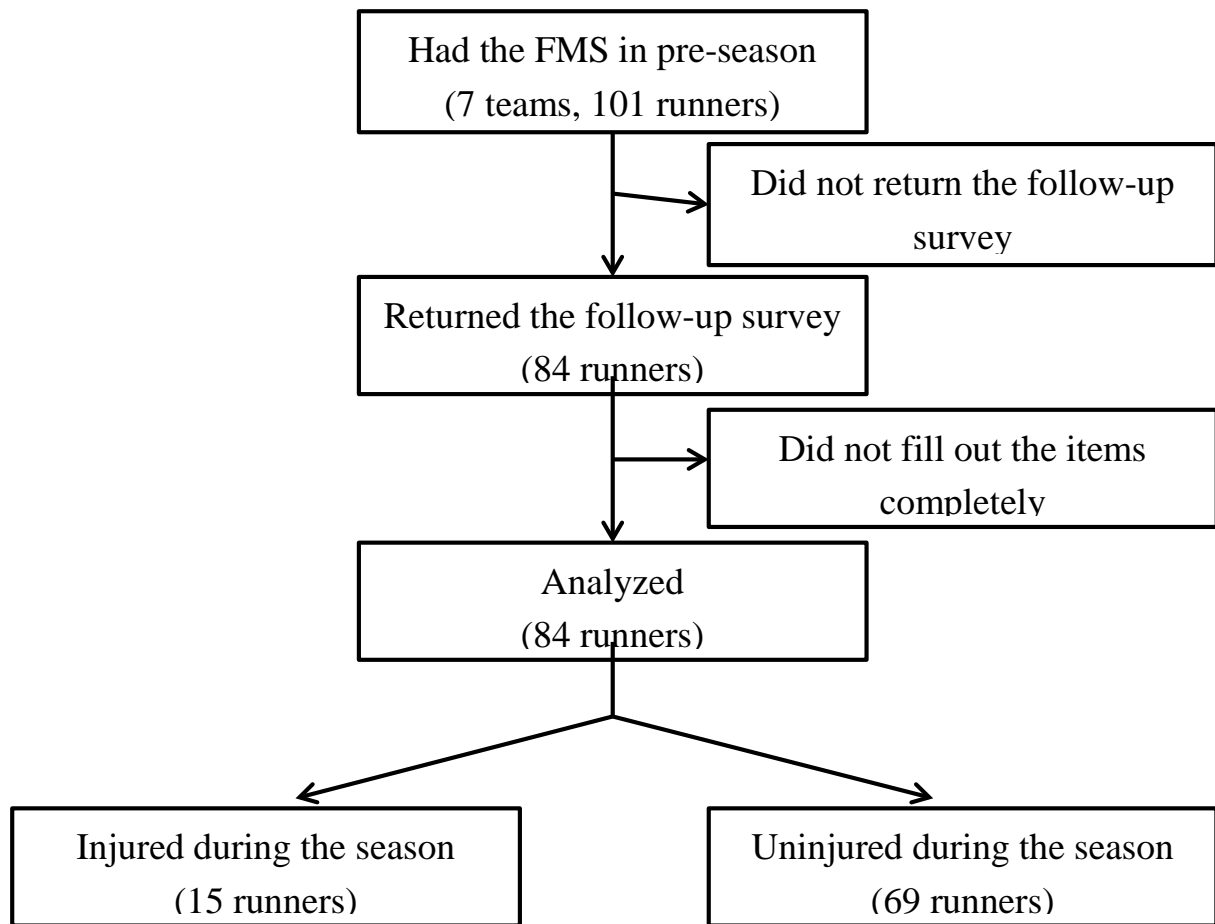 Had the FMS in pre-season
(7 teams, 101 runners)
Did not return the follow-up
survey
Returned the follow-up survey
(84 runners)
Did not fill out the items
completely
Analyzed
(84 runners)
Injured during the season
(15 runners)
Uninjured during the season
(69 runners)